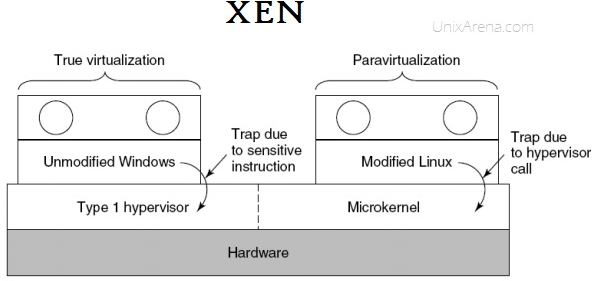 XEN
UnixArena.com
True virtualization
Paravirtualization
Trap due
to sensitive
instruction
Trap due
to hypervisor
call
Unmodified Windows
Modified Linux
Type 1 hypervisor
Microkernel
Hardware